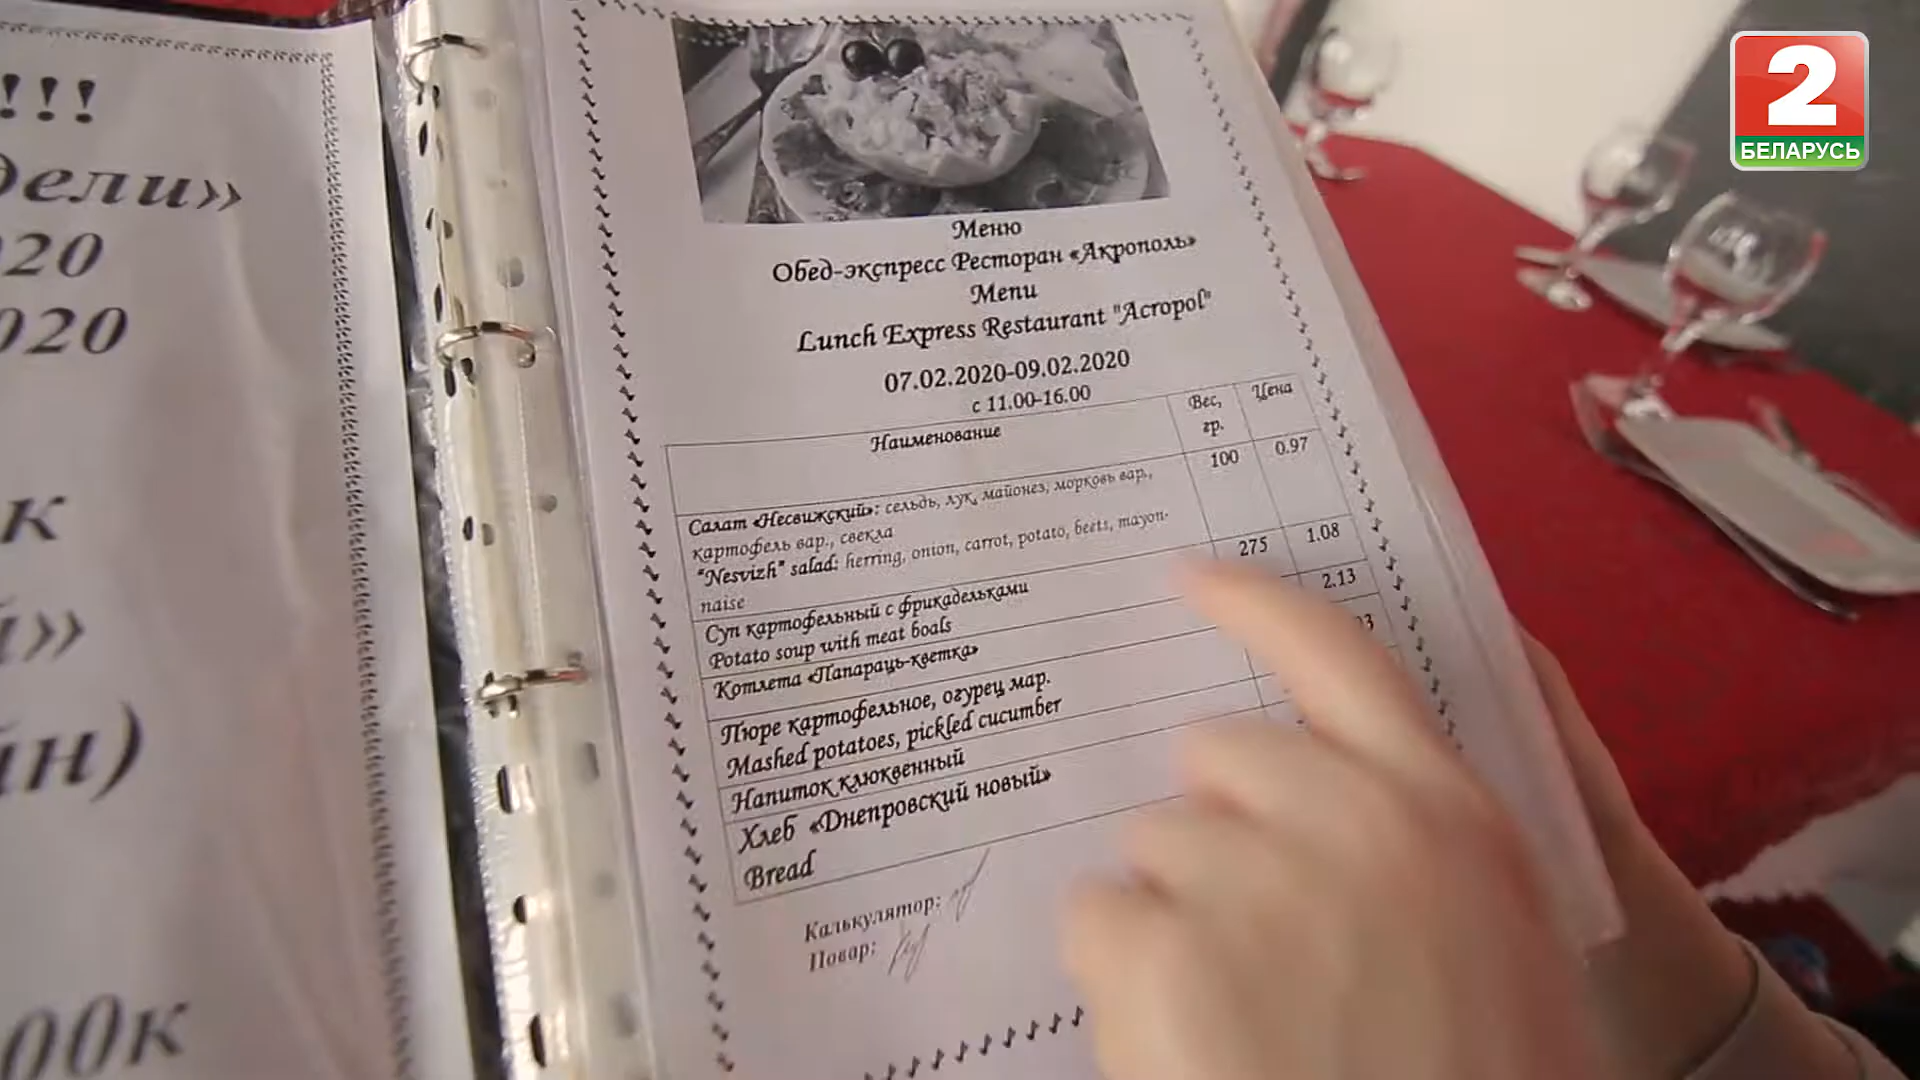 !!!
дели»
020
020
к
й»
йн)
00к
Меню
Обед-экспресс Ресторан «Акрополь»
Menu
Lunch Express Restaurant "Acropol"
07.02.2020-09.02.2020
с 11.00-16.00
Наименование
Вес,
гр.
Цена
Салат «Несвижский»: сельдь, лук, майонез, морковь вар.,
картофель вар., свекла
"Nesvizh" salad: herring, onion, carrot, potato, beets, mayon-
naise
100
0.97
Суп картофельный с фрикадельками
Potato soup with meat boals
275
1.08
Котлета «Папараць-кветка»
2.13
Пюре картофельное, огурец мар.
Mashed potatoes, pickled cucumber
Напиток клюквенный
Хлеб «Днепровский новый»
Bread
Калькулятор:
Повар:
2
БЕЛАРУСЬ